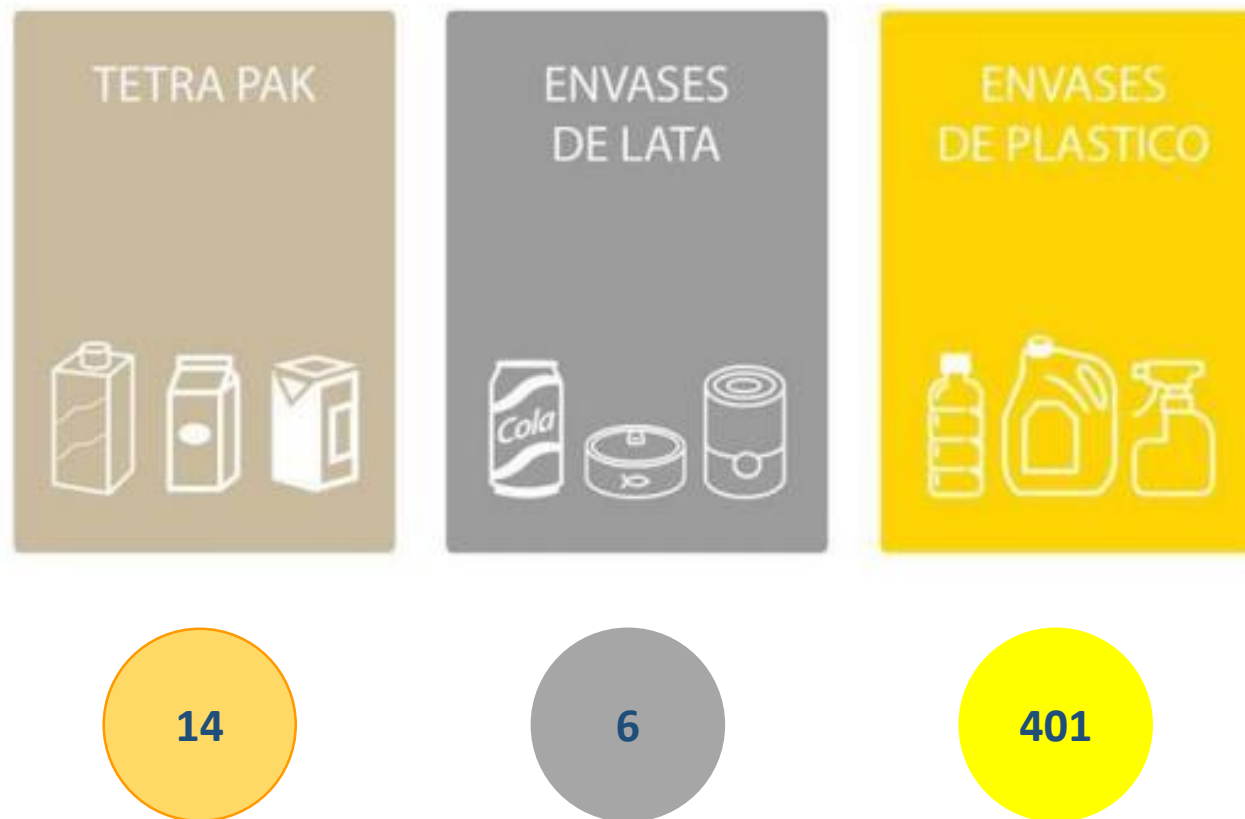 TETRA PAK
ENVASES
DE LATA
ENVASES
DE PLASTICO
Cola
14
6
401